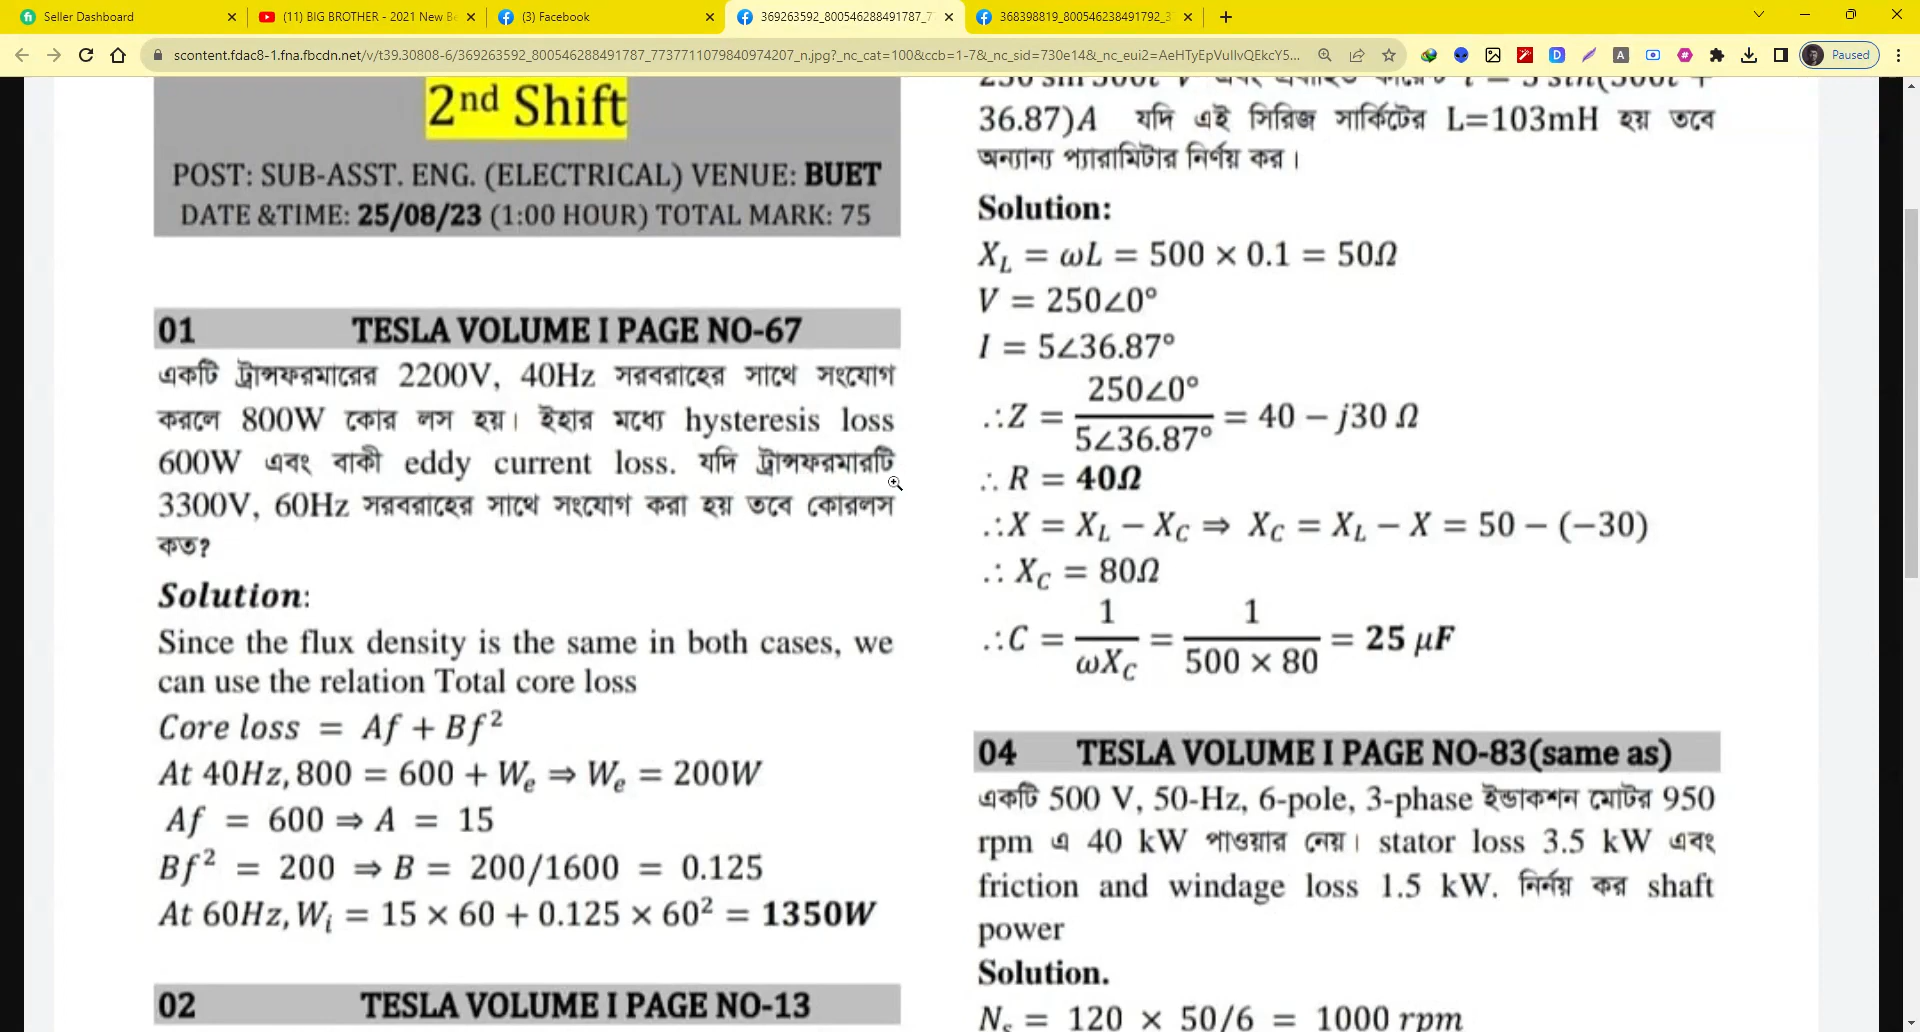 Seller Dashboard
(11) BIG BROTHER - 2021 New Be
(3) Facebook
369263592_800546288491787_77
368398819_800546238491792_3
scontent.fdac8-1.fna.fbcdn.net/v/t39.30808-6/369263592_800546288491787_7737711079840974207_n.jpg?_nc_cat=100&ccb=1-7&_nc_sid=730e14&_nc_eui2=AeHTyEpVullvQEkcY5...
Paused
2nd Shift
POST: SUB-ASST. ENG. (ELECTRICAL) VENUE: BUET
DATE &TIME: 25/08/23 (1:00 HOUR) TOTAL MARK: 75
01 TESLA VOLUME I PAGE NO-67
একটি ট্রান্সফরমারের 2200V, 40Hz সরবরাহের সাথে সংযোগ
করলে 800W কোর লস হয়। ইহার মধ্যে hysteresis loss
600W এবং বাকী eddy current loss. যদি ট্রান্সফরমারটি
3300V, 60Hz সরবরাহের সাথে সংযোগ করা হয় তবে কোরলস
কত?
Solution:
Since the flux density is the same in both cases, we
can use the relation Total core loss
Core loss = Af + Bf²
At 40Hz, 800 = 600 + Wₑ ⇒ Wₑ = 200W
Af = 600 ⇒ A = 15
Bf² = 200 ⇒ B = 200/1600 = 0.125
At 60Hz, Wᵢ = 15 × 60 + 0.125 × 60² = 1350W
02 TESLA VOLUME I PAGE NO-13
250 sin 500t V এবং প্রবাহিত কারেন্ট i = 5 sin(500t +
36.87)A যদি এই সিরিজ সার্কিটের L=103mH হয় তবে
অন্যান্য প্যারামিটার নির্ণয় কর।
Solution:
X_L = ωL = 500 × 0.1 = 50Ω
V = 250∠0°
I = 5∠36.87°
∴Z = 250∠0° / 5∠36.87° = 40 − j30 Ω
∴ R = 40Ω
∴X = X_L − X_C ⇒ X_C = X_L − X = 50 − (−30)
∴ X_C = 80Ω
∴C = 1 / ωX_C = 1 / 500 × 80 = 25 μF
04 TESLA VOLUME I PAGE NO-83(same as)
একটি 500 V, 50-Hz, 6-pole, 3-phase ইন্ডাকশন মোটর 950
rpm এ 40 kW পাওয়ার নেয়। stator loss 3.5 kW এবং
friction and windage loss 1.5 kW. নির্নয় কর shaft
power
Solution.
Nₛ = 120 × 50/6 = 1000 rpm